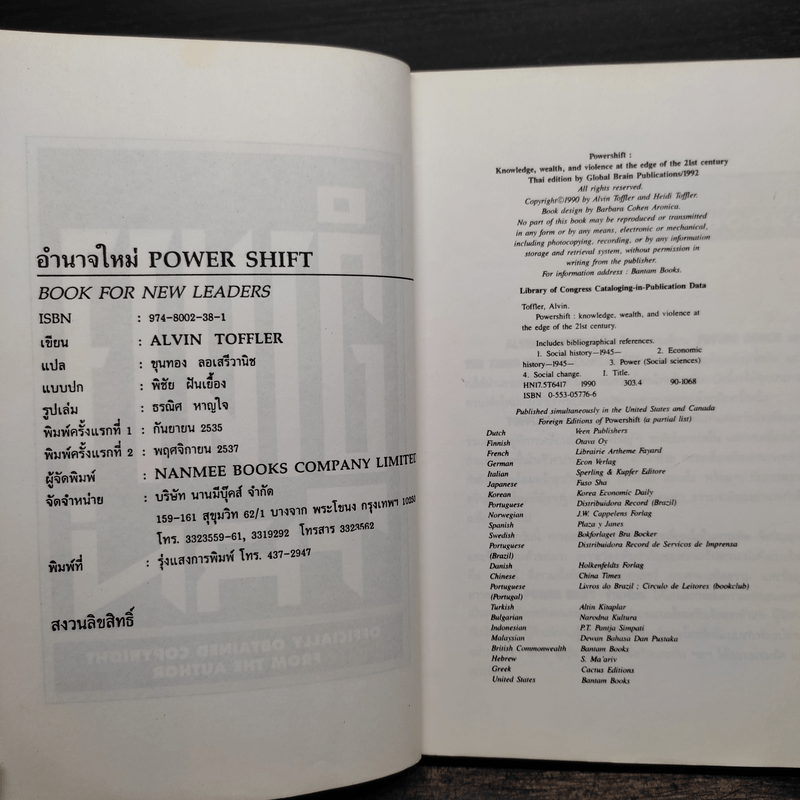 อำนาจใหม่ POWER SHIFT
BOOK FOR NEW LEADERS
ISBN : 974-8002-38-1
เขียน : ALVIN TOFFLER
แปล : ขุนทอง ลอเสรีวานิช
แบบปก : พิชัย ฝันเยื้อง
รูปเล่ม : ธรณิศ หาญใจ
พิมพ์ครั้งแรกที่ 1 : กันยายน 2535
พิมพ์ครั้งแรกที่ 2 : พฤศจิกายน 2537
ผู้จัดพิมพ์ : NANMEE BOOKS COMPANY LIMITED
จัดจำหน่าย : บริษัท นานมีบุ๊คส์ จำกัด
159-161 สุขุมวิท 62/1 บางจาก พระโขนง กรุงเทพฯ 10250
โทร. 3323559-61, 3319292 โทรสาร 3323562
พิมพ์ที่ : รุ่งแสงการพิมพ์ โทร. 437-2947
สงวนลิขสิทธิ์
Powershift :
Knowledge, wealth, and violence at the edge of the 21st century
Thai edition by Global Brain Publications/1992
All rights reserved.
Copyright©1990 by Alvin Toffler and Heidi Toffler.
Book design by Barbara Cohen Aronica.
No part of this book may be reproduced or transmitted
in any form or by any means, electronic or mechanical,
including photocopying, recording, or by any information
storage and retrieval system, without permission in
writing from the publisher.
For information address : Bantam Books.
Library of Congress Cataloging-in-Publication Data
Toffler, Alvin.
Powershift : knowledge, wealth, and violence at
the edge of the 21st century.
Includes bibliographical references.
1. Social history—1945— 2. Economic
history—1945— 3. Power (Social sciences)
4. Social change. 1. Title.
HN17.5T6417 1990 303.4 90-1068
ISBN 0-553-05776-6
Published simultaneously in the United States and Canada
Foreign Editions of Powershift (a partial list)
Dutch Veen Publishers
Finnish Otava Oy
French Librairie Artheme Fayard
German Econ Verlag
Italian Sperling & Kupfer Editore
Japanese Fuso Sha
Korean Korea Economic Daily
Portuguese Distribuidora Record (Brazil)
Norwegian J.W. Cappelens Forlag
Spanish Plaza y Janes
Swedish Bokforlaget Bra Bocker
Portuguese Distribuidora Record de Servicos de Imprensa
(Brazil)
Danish Holkenfeldts Forlag
Chinese China Times
Portuguese Livros do Brazil : Circulo de Leitores (bookclub)
(Portugal)
Turkish Altin Kitaplar
Bulgarian Narodna Kultura
Indonesian P.T. Pantja Simpati
Malaysian Dewan Bahasa Dan Pustaka
British Commonwealth Bantam Books
Hebrew S. Ma'ariv
Greek Cactus Editions
United States Bantam Books